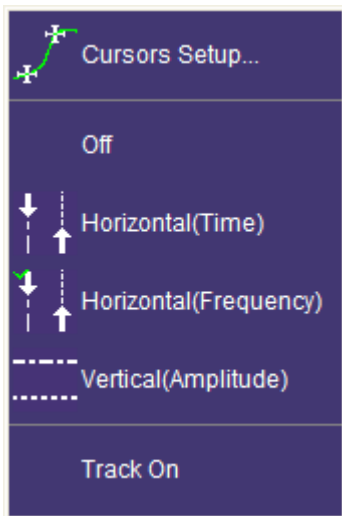 Cursors Setup...
Off
Horizontal(Time)
Horizontal(Frequency)
Vertical(Amplitude)
Track On